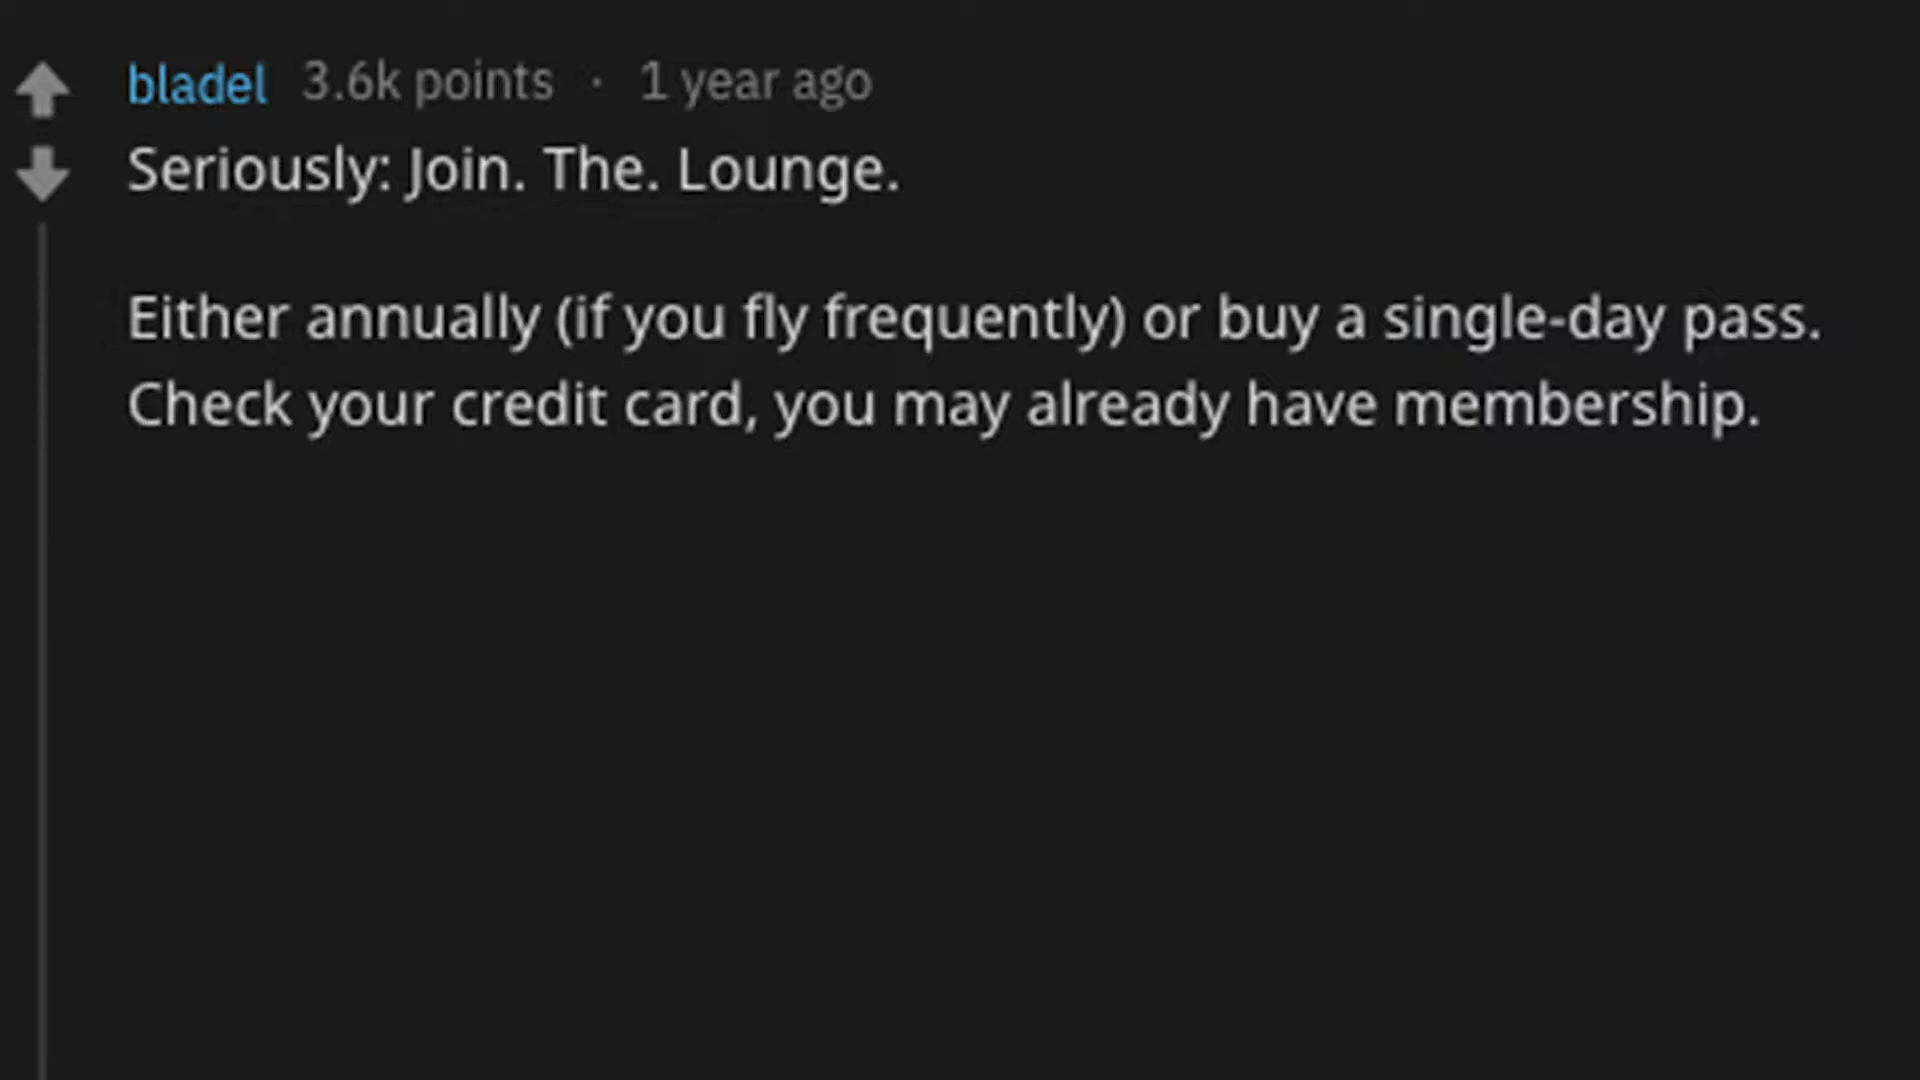 bladel 3.6k points · 1 year ago
Seriously: Join. The. Lounge.
Either annually (if you fly frequently) or buy a single-day pass.
Check your credit card, you may already have membership.